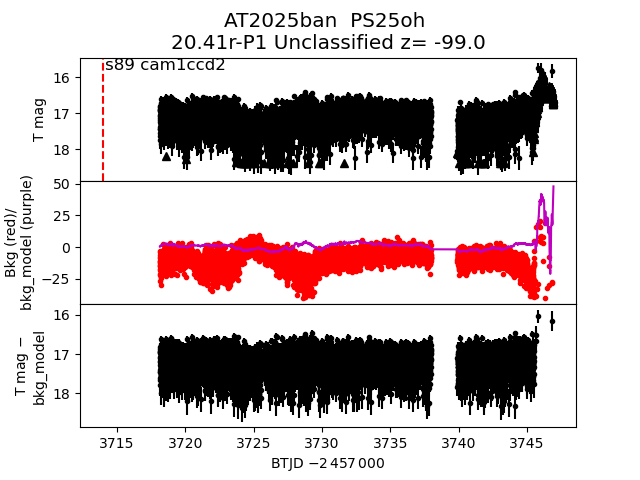 AT2025ban  PS25oh
20.41r-P1 Unclassified z= -99.0
s89 cam1ccd2
T mag
16
17
18
Bkg (red)/
bkg_model (purple)
50
25
0
−25
T mag −
bkg_model
16
17
18
3715 3720 3725 3730 3735 3740 3745
BTJD −2 457 000